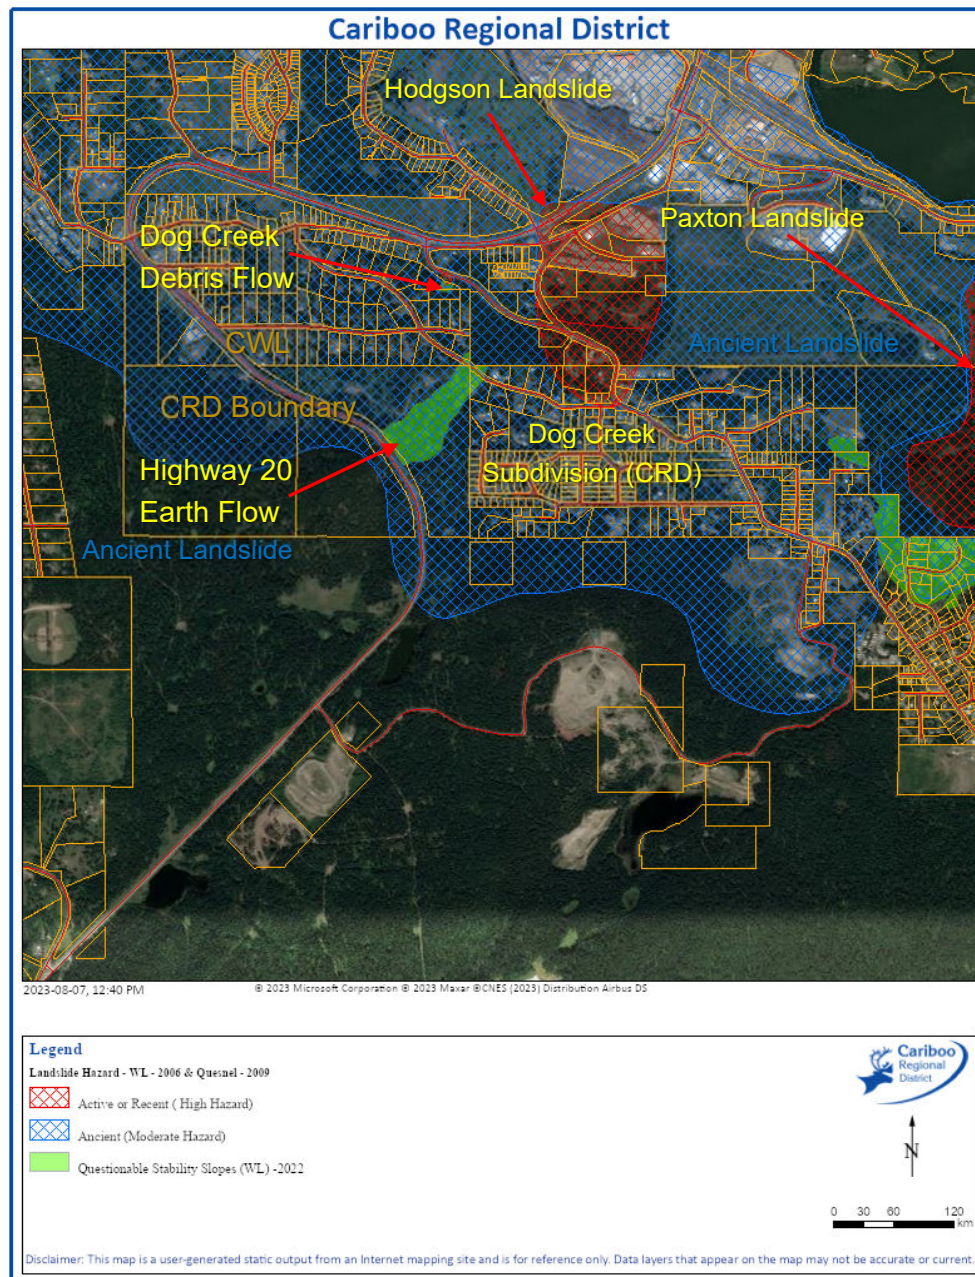 Cariboo Regional District
Hodgson Landslide
Paxton Landslide
Dog Creek
Debris Flow
CWL
Ancient Landslide
CRD Boundary
Dog Creek
Subdivision (CRD)
Highway 20
Earth Flow
Ancient Landslide
2023-08-07, 12:40 PM
© 2023 Microsoft Corporation © 2023 Maxar ©CNES (2023) Distribution Airbus DS
Legend
Landslide Hazard - WL - 2006 & Quesnel - 2009
Active or Recent ( High Hazard)
Ancient (Moderate Hazard)
Questionable Stability Slopes (WL) -2022
Cariboo
Regional
District
N
0 30 60 120
km
Disclaimer: This map is a user-generated static output from an Internet mapping site and is for reference only. Data layers that appear on the map may not be accurate or current.